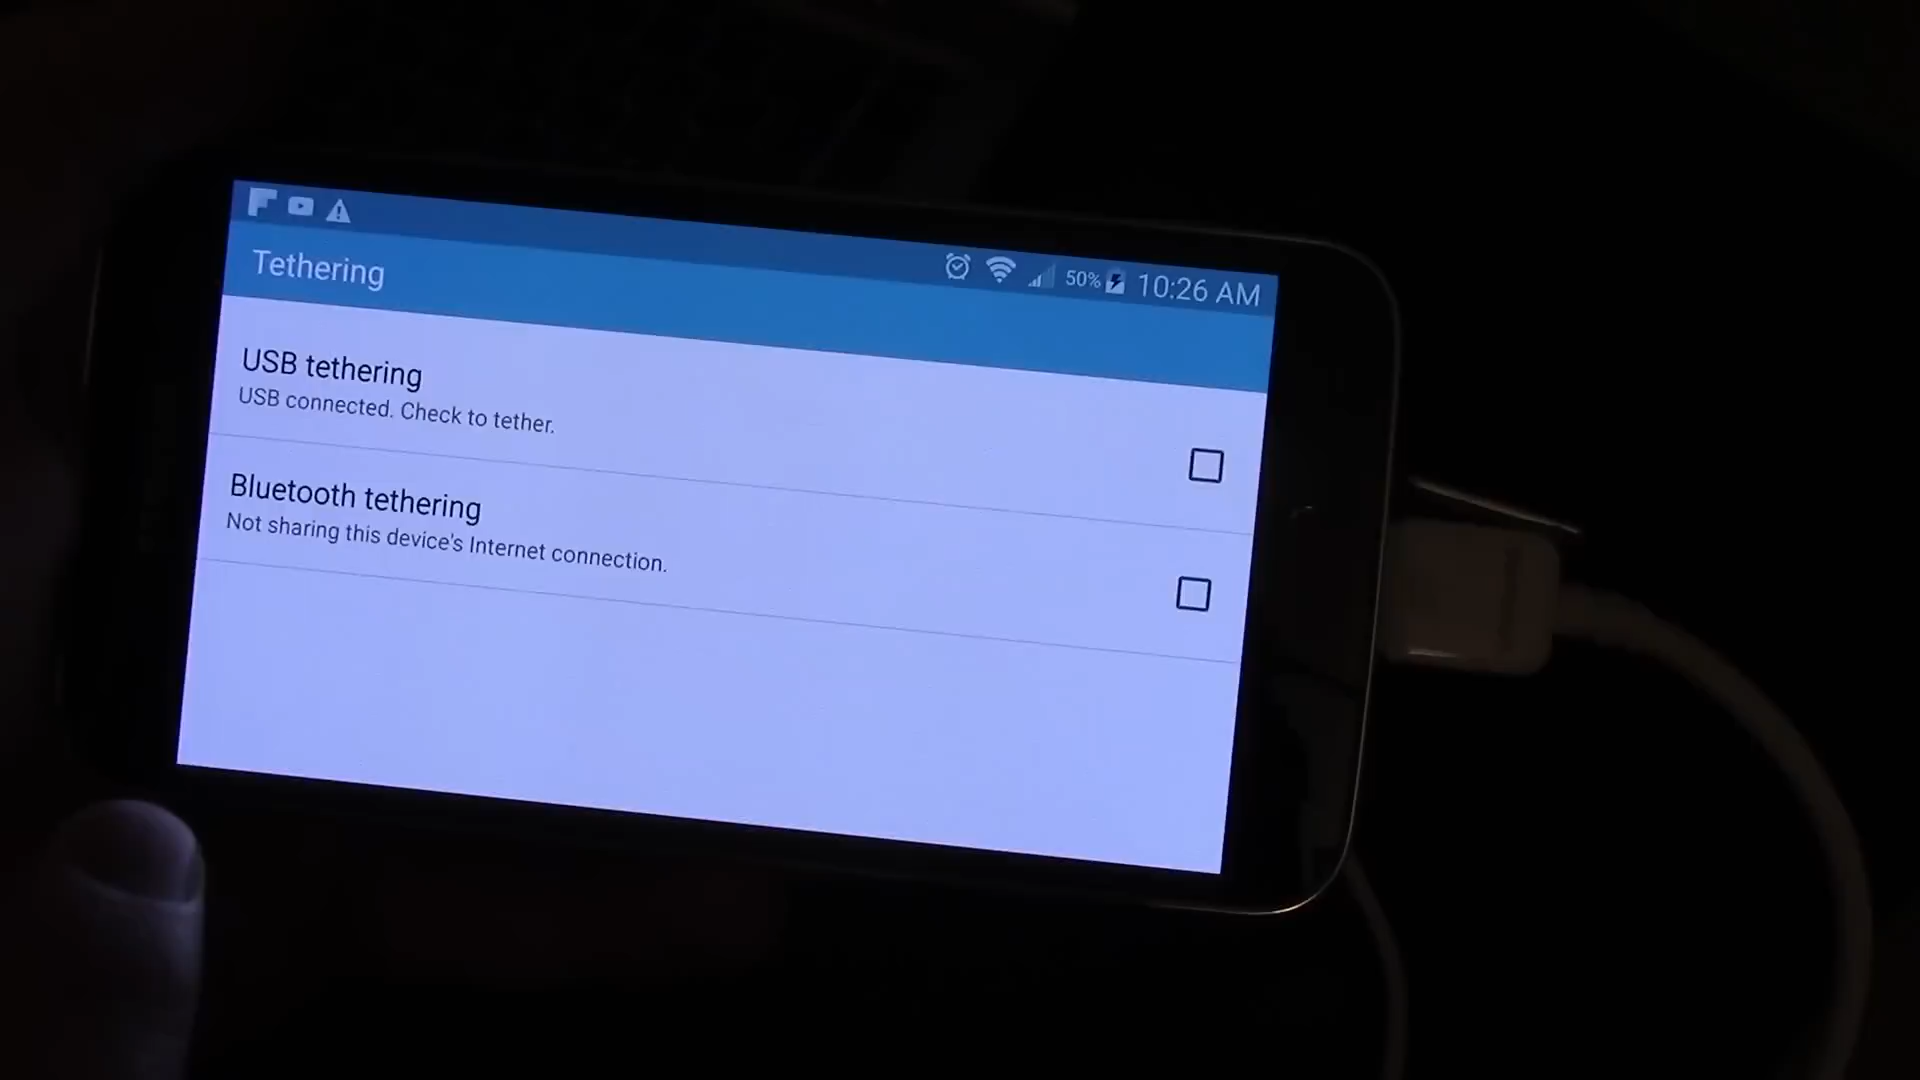 50% 10:26 AM
Tethering
USB tethering
USB connected. Check to tether.
Bluetooth tethering
Not sharing this device's Internet connection.